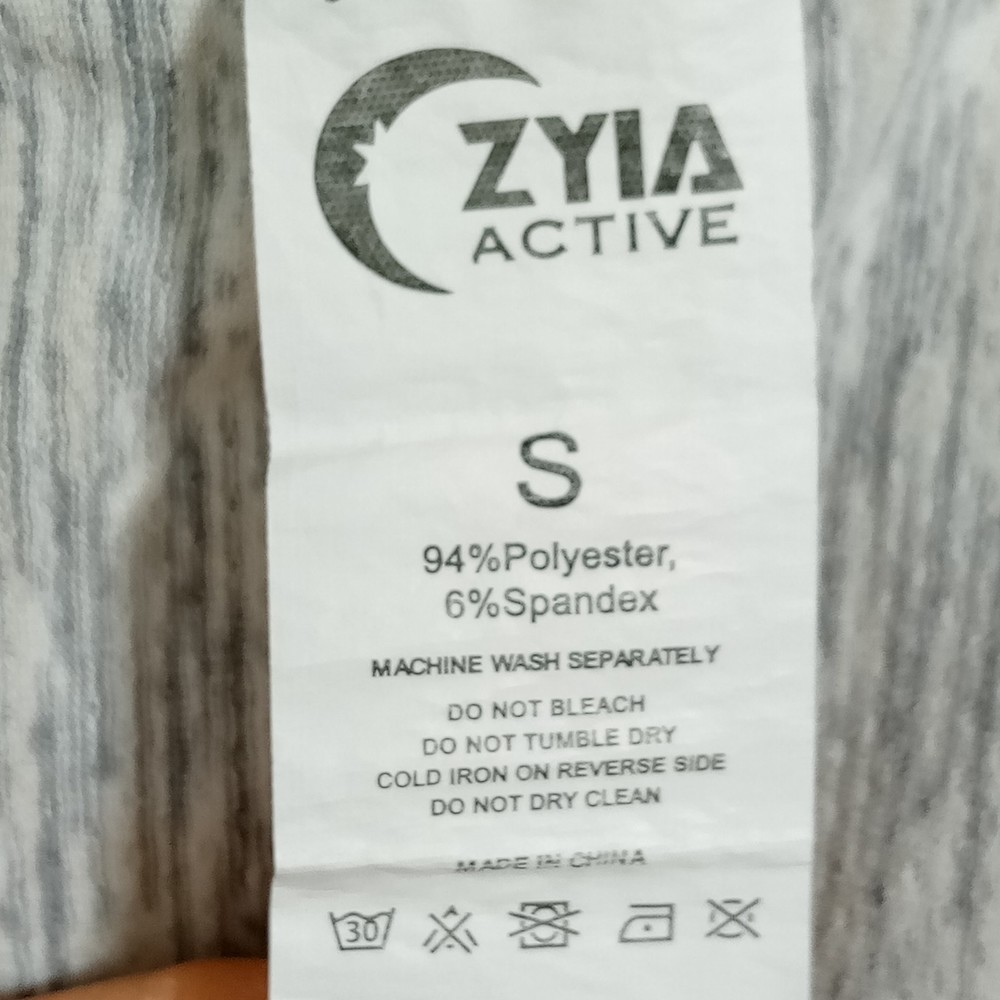 ZYIA
ACTIVE
S
94%Polyester,
6%Spandex
MACHINE WASH SEPARATELY
DO NOT BLEACH
DO NOT TUMBLE DRY
COLD IRON ON REVERSE SIDE
DO NOT DRY CLEAN
MADE IN CHINA
30